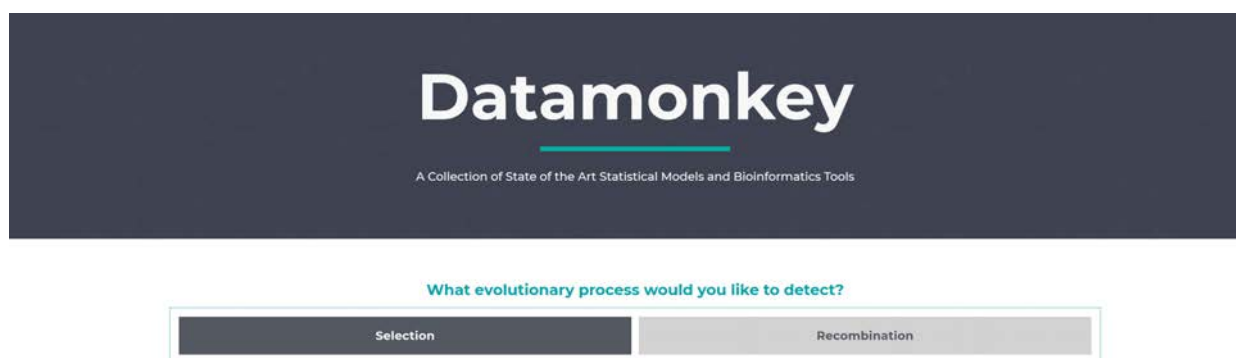 Datamonkey
A Collection of State of the Art Statistical Models and Bioinformatics Tools
What evolutionary process would you like to detect?
Selection
Recombination